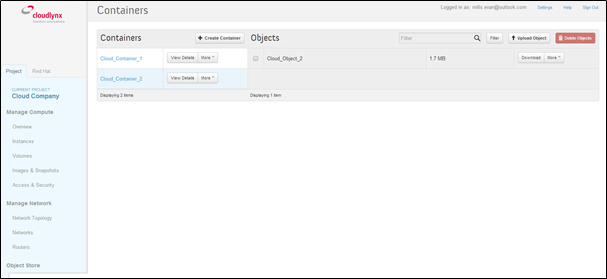 cloudlynx
Containers
Logged in as: mills.evan@outlook.com
Settings
Help
Sign Out
Containers
Create Container
Objects
Filter
Filter
Upload Object
Delete Objects
Cloud_Container_1
View Details
More
Cloud_Object_2
1.7 MB
Download
More
Cloud_Container_2
View Details
More
Displaying 2 items
Displaying 1 item
Project
Red Hat
CURRENT PROJECT
Cloud Company
Manage Compute
Overview
Instances
Volumes
Images & Snapshots
Access & Security
Manage Network
Network Topology
Networks
Routers
Object Store